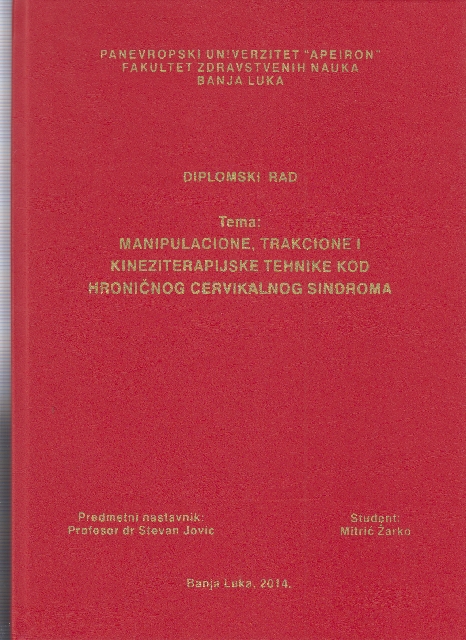 PANEVROPSKI UNIVERZITET "APEIRON"
FAKULTET ZDRAVSTVENIH NAUKA
BANJA LUKA
DIPLOMSKI RAD
Tema:
MANIPULACIONE, TRAKCIONE I
KINEZITERAPIJSKE TEHNIKE KOD
HRONIČNOG CERVIKALNOG SINDROMA
Predmetni nastavnik:
Profesor dr Stevan Jovic
Student:
Mitrić Žarko
Banja Luka, 2014.